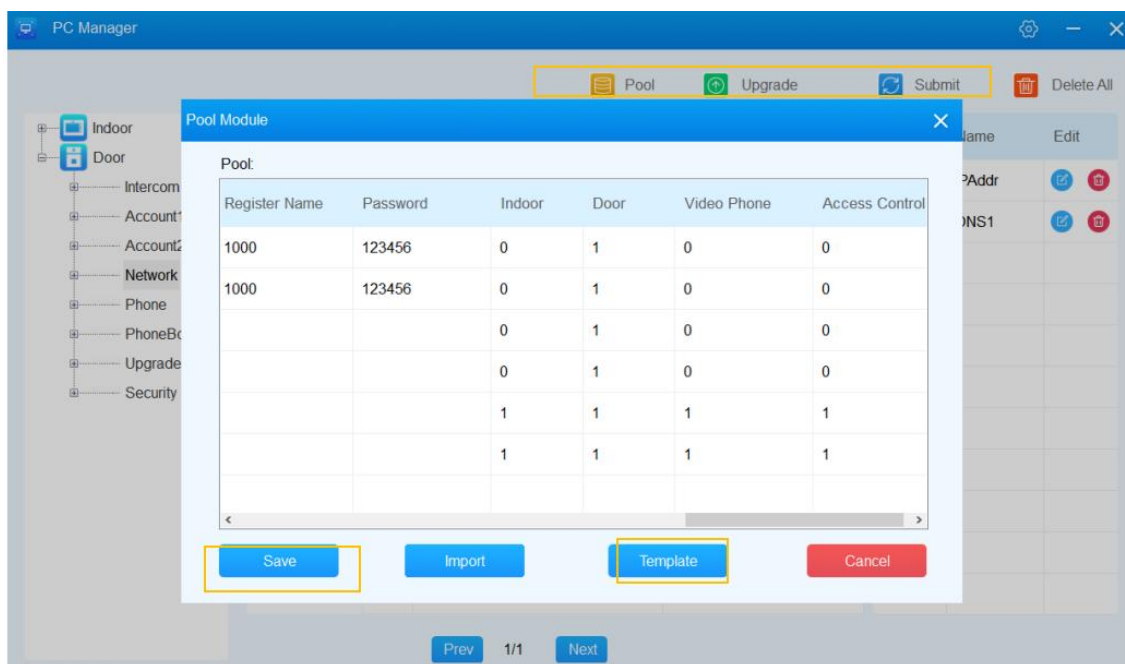 PC Manager
Pool Upgrade Submit Delete All
Pool Module
Indoor
Door
Intercom
Account1
Account2
Network
Phone
Upgrade
Security
Pool:
Register Name Password Indoor Door Video Phone Access Control
1000 123456 0 1 0 0
1000 123456 0 1 0 0
0 1 0 0
0 1 0 0
1 1 1 1
1 1 1 1
Save Import Template Cancel
Edit
Prev 1/1 Next